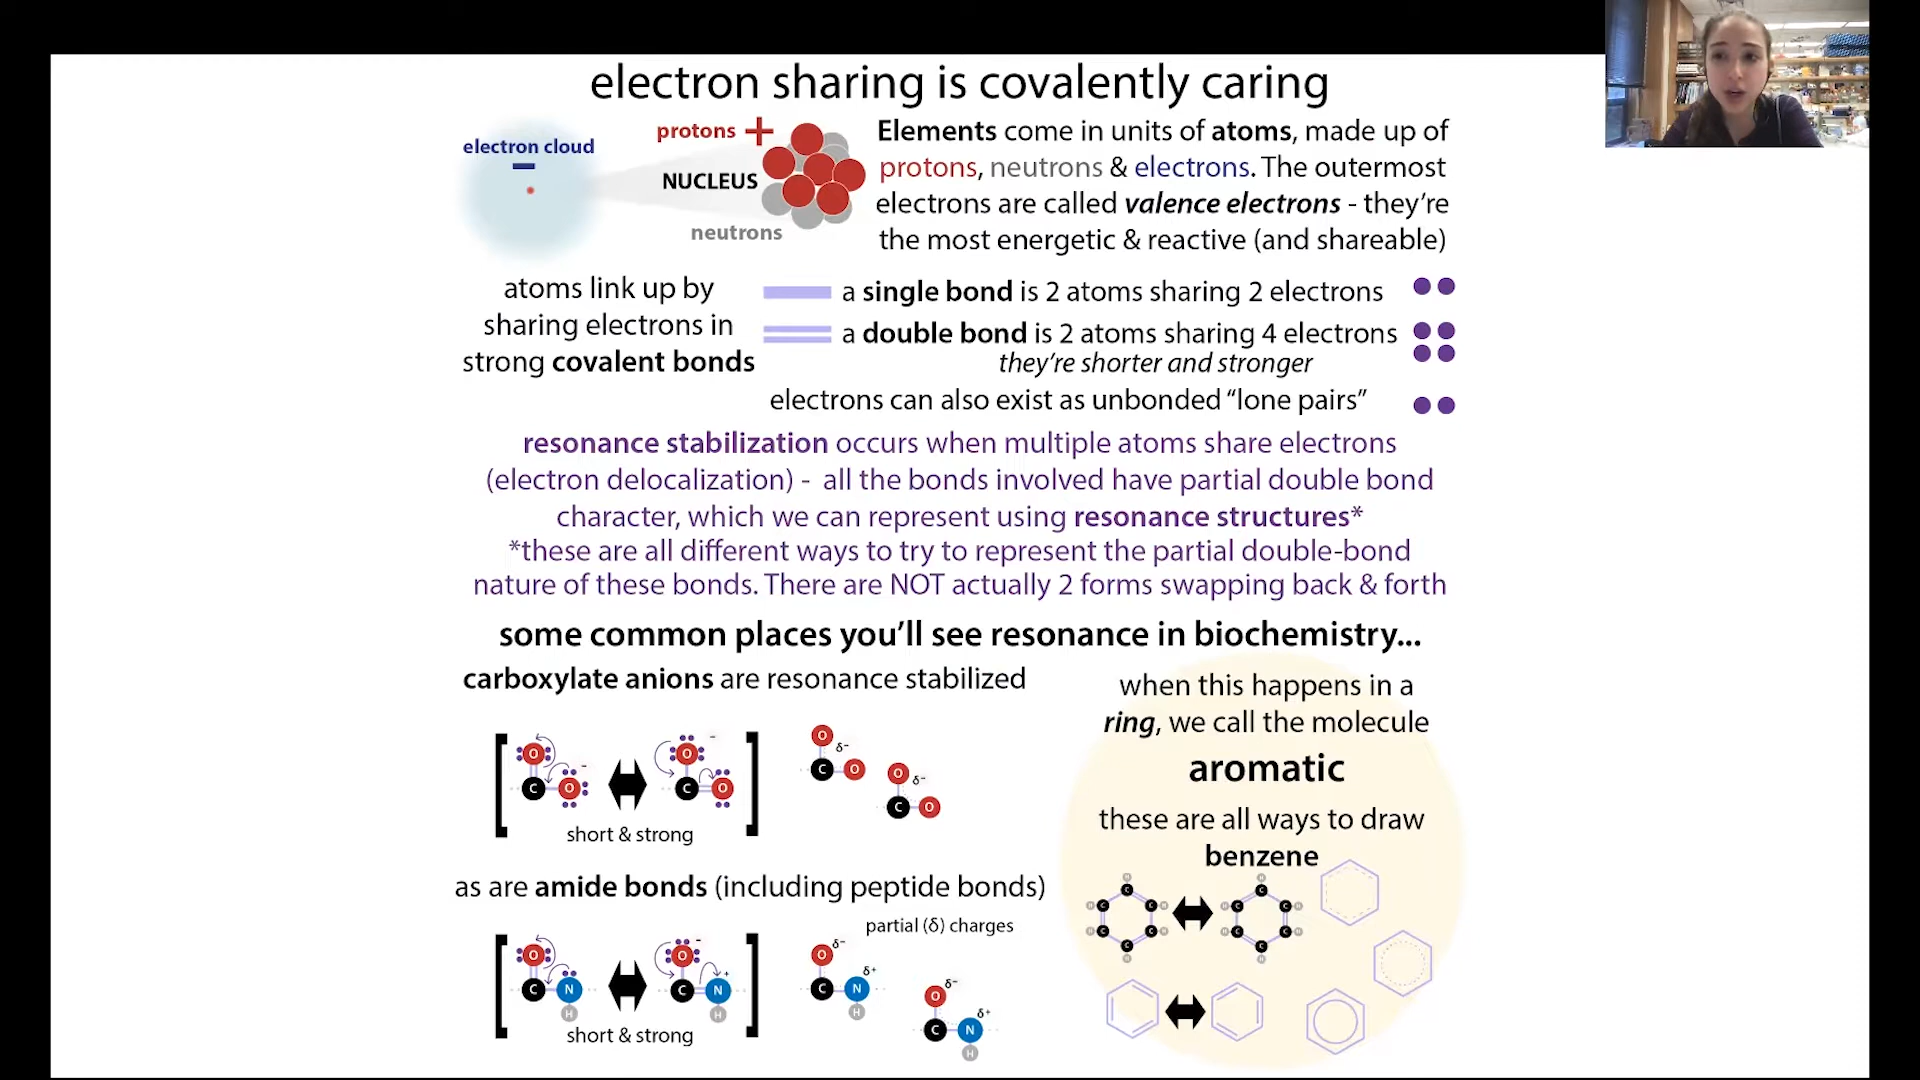 electron sharing is covalently caring
electron cloud
−
protons +
NUCLEUS
neutrons
Elements come in units of atoms, made up of
protons, neutrons & electrons. The outermost
electrons are called valence electrons - they’re
the most energetic & reactive (and shareable)
atoms link up by
sharing electrons in
strong covalent bonds
a single bond is 2 atoms sharing 2 electrons
a double bond is 2 atoms sharing 4 electrons
they’re shorter and stronger
electrons can also exist as unbonded “lone pairs”
resonance stabilization occurs when multiple atoms share electrons
(electron delocalization) - all the bonds involved have partial double bond
character, which we can represent using resonance structures*
*these are all different ways to try to represent the partial double-bond
nature of these bonds. There are NOT actually 2 forms swapping back & forth
some common places you’ll see resonance in biochemistry...
carboxylate anions are resonance stabilized
O - O -
C O C O
short & strong
O δ-
C O
O δ-
C O
as are amide bonds (including peptide bonds)
partial (δ) charges
O O -
C N C N +
H H
short & strong
O δ-
C N δ+
H
O δ-
C N δ+
H
when this happens in a
ring, we call the molecule
aromatic
these are all ways to draw
benzene
H H
C C
H C C H H C C H
H C C H H C C H
C C
H H